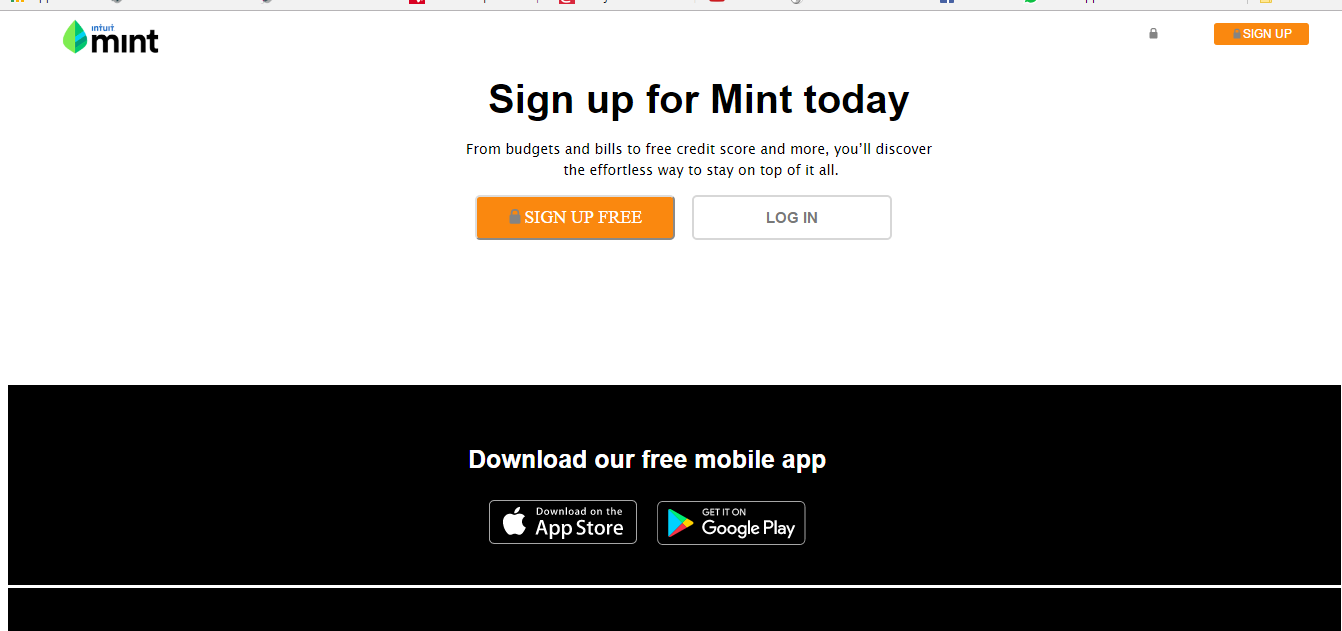 intuit
mint
SIGN UP
Sign up for Mint today
From budgets and bills to free credit score and more, you’ll discover
the effortless way to stay on top of it all.
SIGN UP FREE
LOG IN
Download our free mobile app
Download on the
App Store
GET IT ON
Google Play